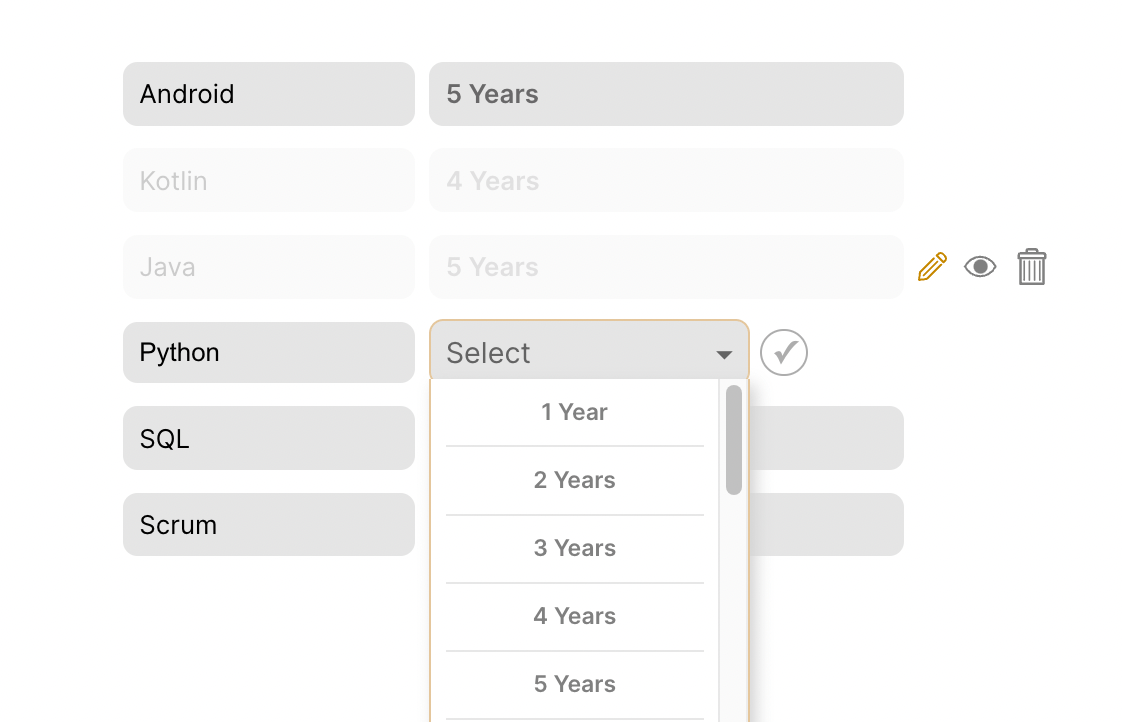 Android 5 Years
Kotlin 4 Years
Java 5 Years
Python Select
1 Year
SQL
2 Years
Scrum
3 Years
4 Years
5 Years